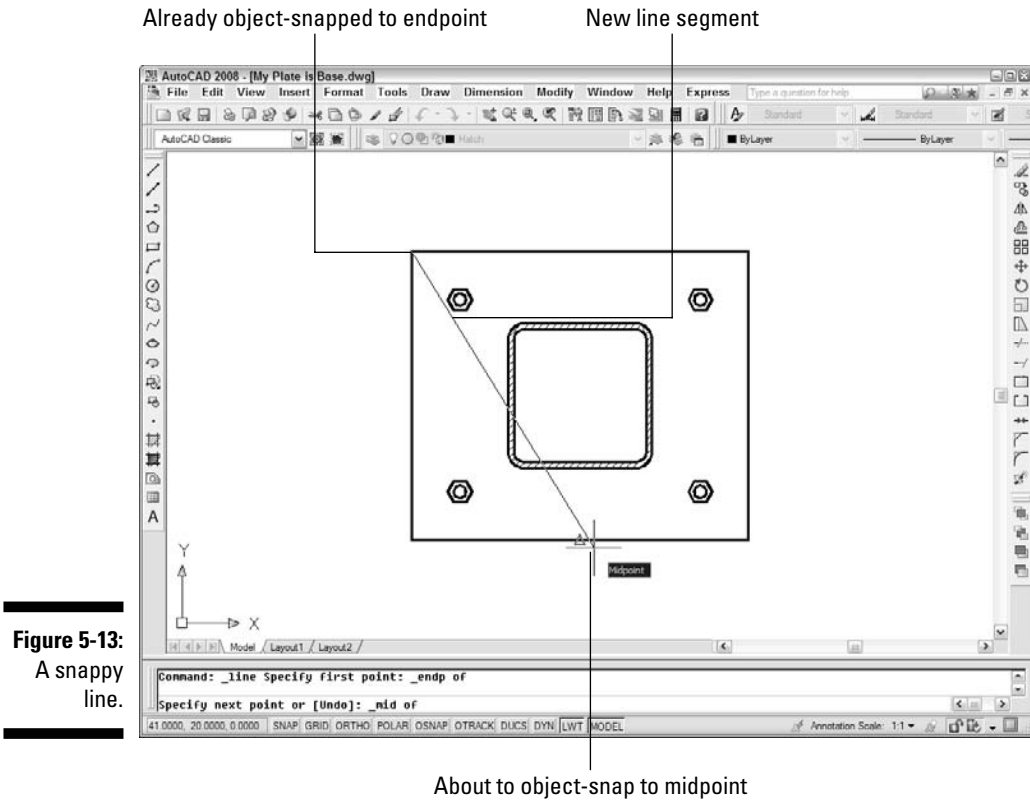 Already object-snapped to endpoint
New line segment
AutoCAD 2008 - [My Plate is Base.dwg]
File Edit View Insert Format Tools Draw Dimension Modify Window Help Express Type a question for help
Standard Standard
AutoCAD Classic Hatch ByLayer ByLayer
A
Y
X
Midpoint
Model Layout1 Layout2
Figure 5-13:
A snappy
line.
Command: _line Specify first point: _endp of
Specify next point or [Undo]: _mid of
41.0000, 20.0000, 0.0000 SNAP GRID ORTHO POLAR OSNAP OTRACK DUCS DYN LWT MODEL Annotation Scale: 1:1
About to object-snap to midpoint